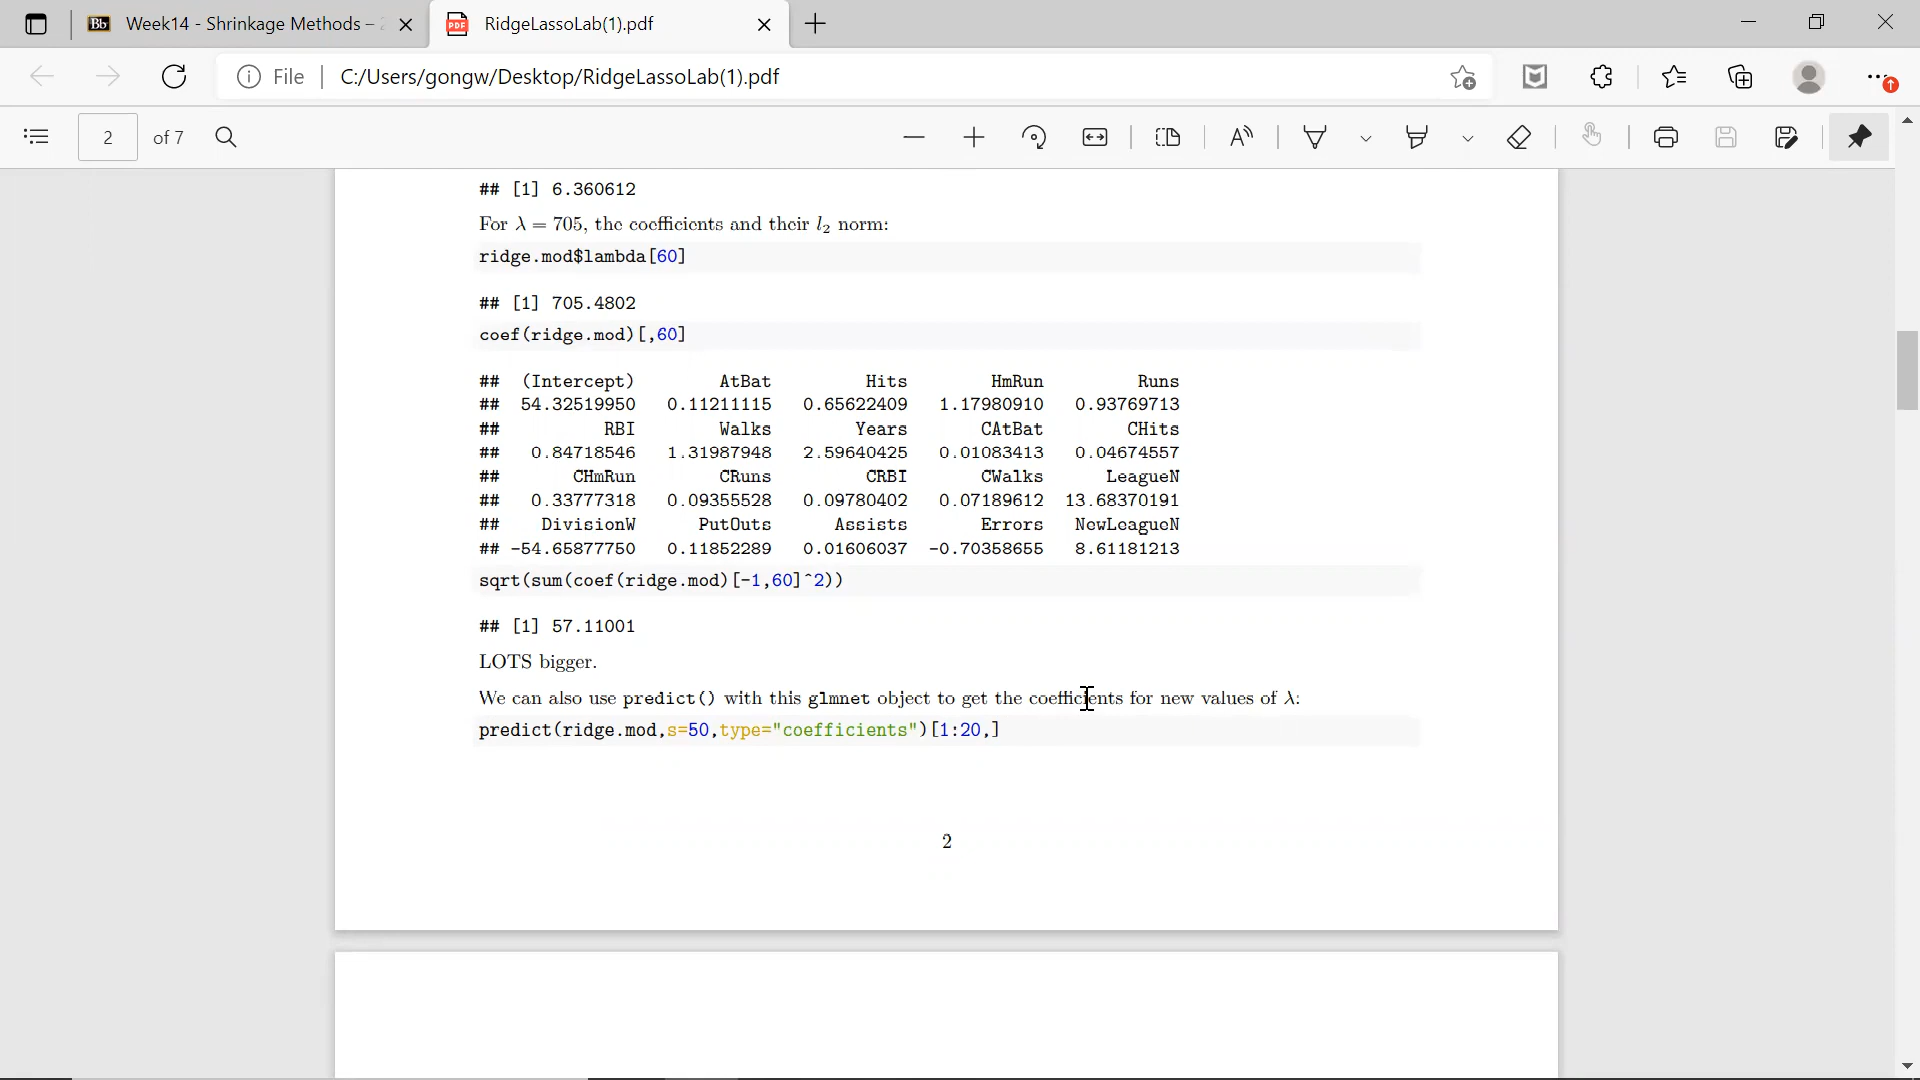 Week14 - Shrinkage Methods –
RidgeLassoLab(1).pdf
File
C:/Users/gongw/Desktop/RidgeLassoLab(1).pdf
2 of 7
## [1] 6.360612
For λ = 705, the coefficients and their l2 norm:
ridge.mod$lambda[60]
## [1] 705.4802
coef(ridge.mod)[,60]
## (Intercept) AtBat Hits HmRun Runs
## 54.32519950 0.11211115 0.65622409 1.17980910 0.93769713
## RBI Walks Years CAtBat CHits
## 0.84718546 1.31987948 2.59640425 0.01083413 0.04674557
## CHmRun CRuns CRBI CWalks LeagueN
## 0.33777318 0.09355528 0.09780402 0.07189612 13.68370191
## DivisionW PutOuts Assists Errors NewLeagueN
## -54.65877750 0.11852289 0.01606037 -0.70358655 8.61181213
sqrt(sum(coef(ridge.mod)[-1,60]^2))
## [1] 57.11001
LOTS bigger.
We can also use predict() with this glmnet object to get the coefficients for new values of λ:
predict(ridge.mod,s=50,type="coefficients")[1:20,]
2